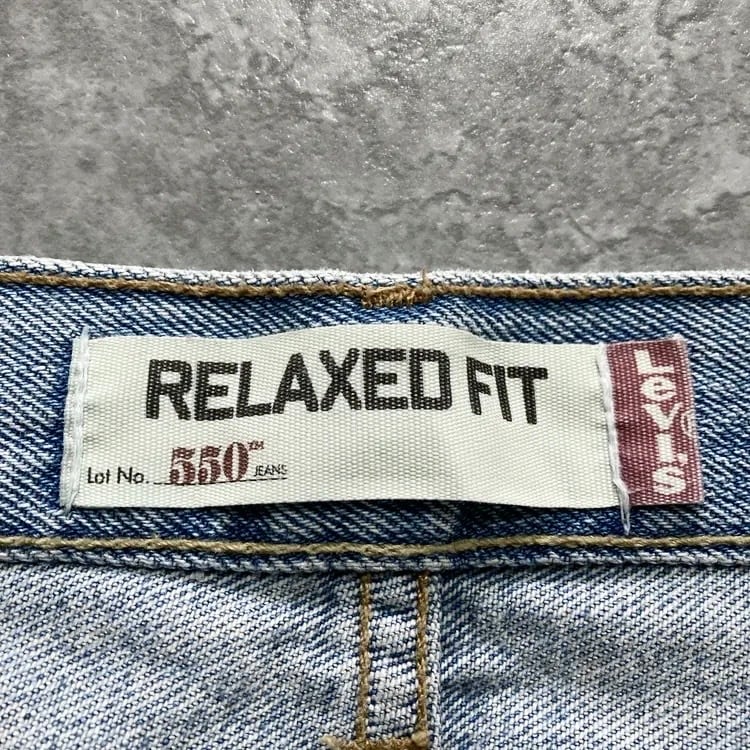 RELAXED FIT
Lot No. 550™ JEANS
Levi's